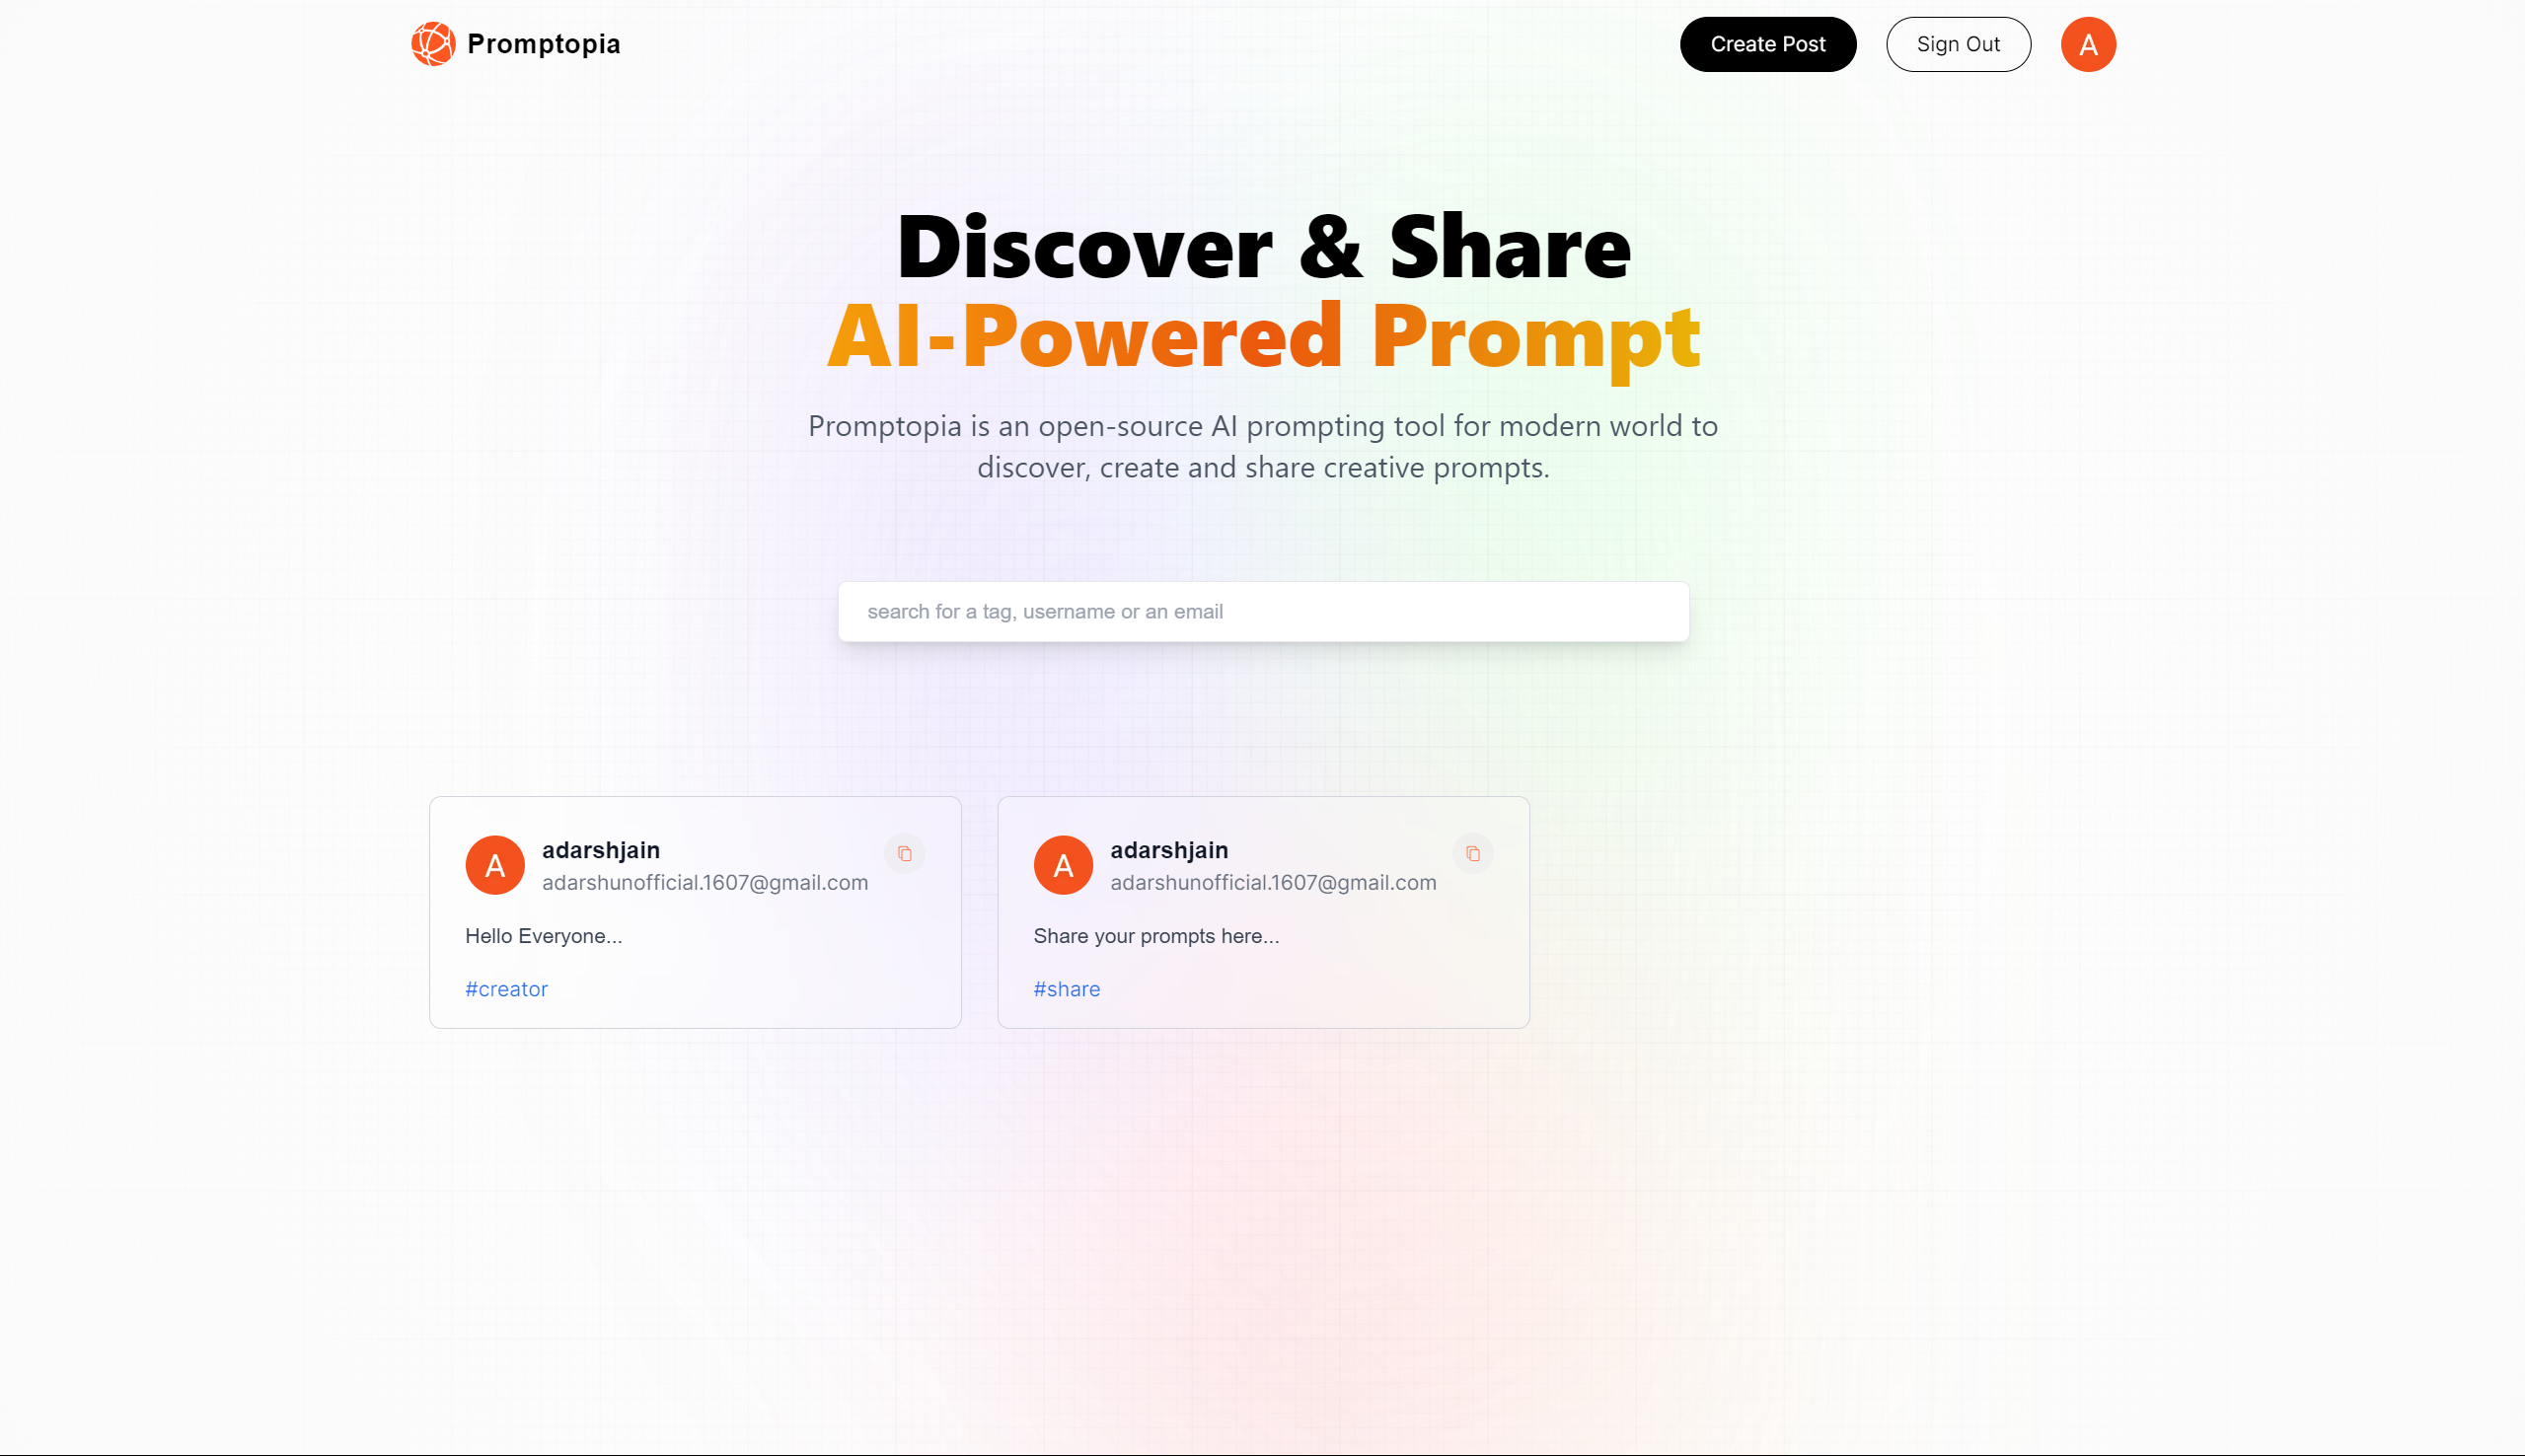 Promptopia
Create Post
Sign Out
A
Discover & Share
AI-Powered Prompt
Promptopia is an open-source AI prompting tool for modern world to
discover, create and share creative prompts.
search for a tag, username or an email
A
adarshjain
adarshunofficial.1607@gmail.com
Hello Everyone...
#creator
A
adarshjain
adarshunofficial.1607@gmail.com
Share your prompts here...
#share